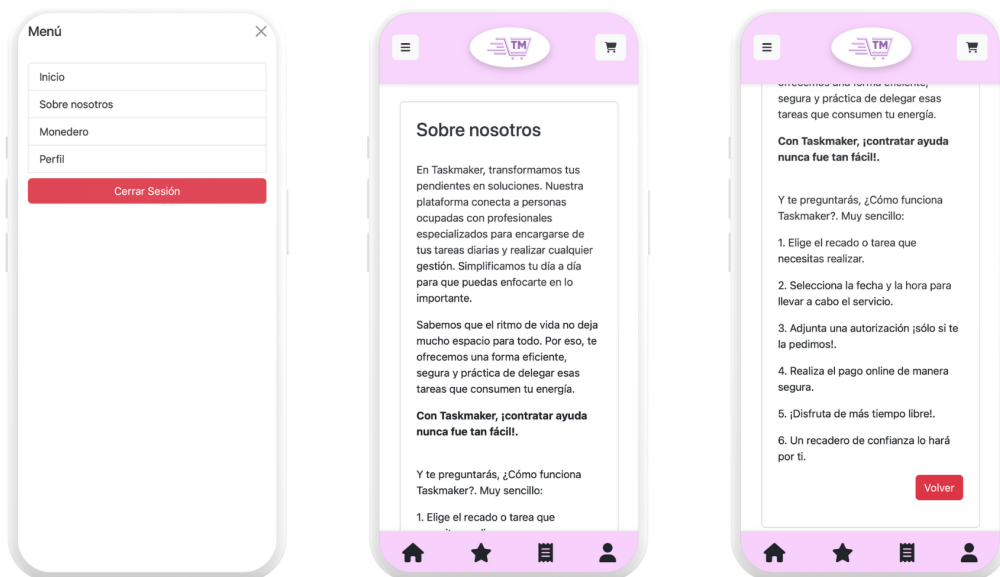 Menú
Inicio
Sobre nosotros
Monedero
Perfil
Cerrar Sesión
TM
Sobre nosotros
En Taskmaker, transformamos tus
pendientes en soluciones. Nuestra
plataforma conecta a personas
ocupadas con profesionales
especializados para encargarse de
tus tareas diarias y realizar cualquier
gestión. Simplificamos tu día a día
para que puedas enfocarte en lo
importante.
Sabemos que el ritmo de vida no deja
mucho espacio para todo. Por eso, te
ofrecemos una forma eficiente,
segura y práctica de delegar esas
tareas que consumen tu energía.
Con Taskmaker, ¡contratar ayuda
nunca fue tan fácil!.
Y te preguntarás, ¿Cómo funciona
Taskmaker?. Muy sencillo:
1. Elige el recado o tarea que
TM
segura y práctica de delegar esas
tareas que consumen tu energía.
Con Taskmaker, ¡contratar ayuda
nunca fue tan fácil!.
Y te preguntarás, ¿Cómo funciona
Taskmaker?. Muy sencillo:
1. Elige el recado o tarea que
necesitas realizar.
2. Selecciona la fecha y la hora para
llevar a cabo el servicio.
3. Adjunta una autorización ¡sólo si te
la pedimos!.
4. Realiza el pago online de manera
segura.
5. ¡Disfruta de más tiempo libre!.
6. Un recadero de confianza lo hará
por ti.
Volver